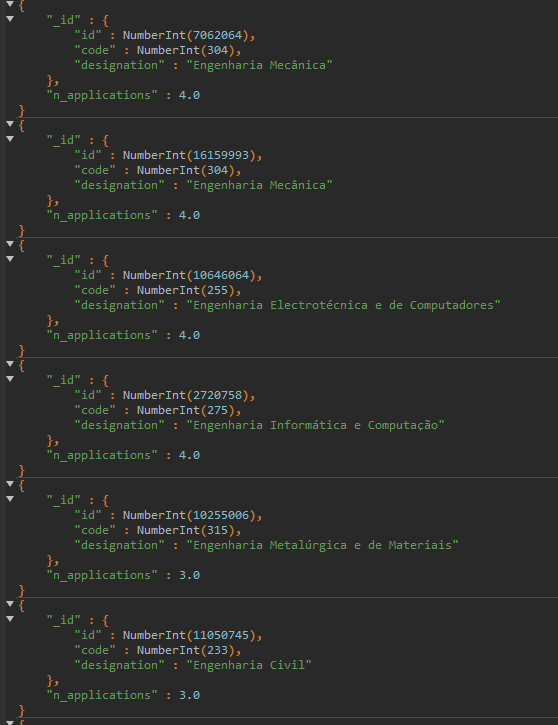 {
"_id" : {
"id" : NumberInt(7062064),
"code" : NumberInt(304),
"designation" : "Engenharia Mecânica"
},
"n_applications" : 4.0
}
{
"_id" : {
"id" : NumberInt(16159993),
"code" : NumberInt(304),
"designation" : "Engenharia Mecânica"
},
"n_applications" : 4.0
}
{
"_id" : {
"id" : NumberInt(10646064),
"code" : NumberInt(255),
"designation" : "Engenharia Electrotécnica e de Computadores"
},
"n_applications" : 4.0
}
{
"_id" : {
"id" : NumberInt(2720758),
"code" : NumberInt(275),
"designation" : "Engenharia Informática e Computação"
},
"n_applications" : 4.0
}
{
"_id" : {
"id" : NumberInt(10255006),
"code" : NumberInt(315),
"designation" : "Engenharia Metalúrgica e de Materiais"
},
"n_applications" : 3.0
}
{
"_id" : {
"id" : NumberInt(11050745),
"code" : NumberInt(233),
"designation" : "Engenharia Civil"
},
"n_applications" : 3.0
}